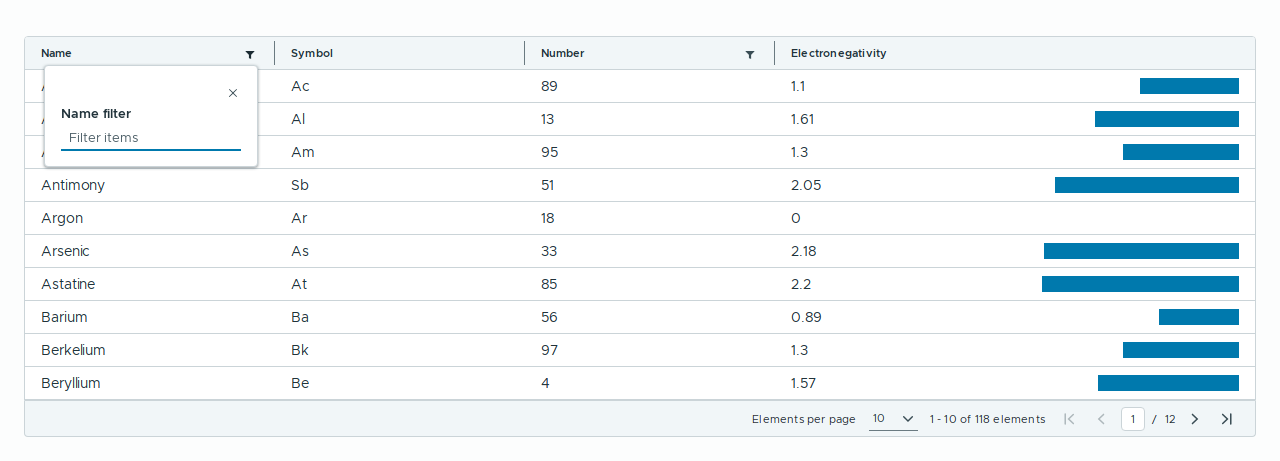 Name Symbol Number Electronegativity
Ac 89 1.1
Name filter
Al 13 1.61
Filter items
Am 95 1.3
Antimony Sb 51 2.05
Argon Ar 18 0
Arsenic As 33 2.18
Astatine At 85 2.2
Barium Ba 56 0.89
Berkelium Bk 97 1.3
Beryllium Be 4 1.57
Elements per page 10 1 - 10 of 118 elements 1 / 12